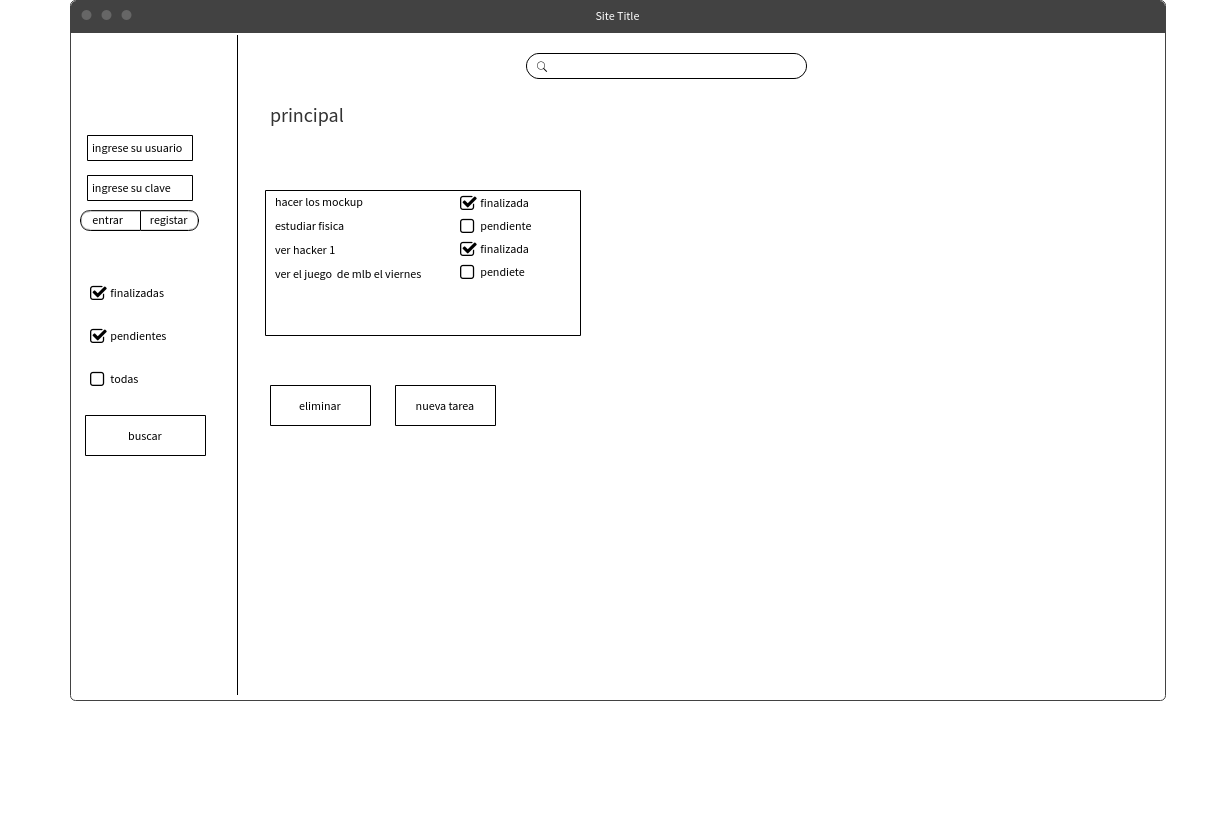 Site Title
principal
ingrese su usuario
ingrese su clave
entrar registar
finalizadas
pendientes
todas
buscar
hacer los mockup finalizada
estudiar fisica pendiente
ver hacker 1 finalizada
ver el juego de mlb el viernes pendiete
eliminar nueva tarea